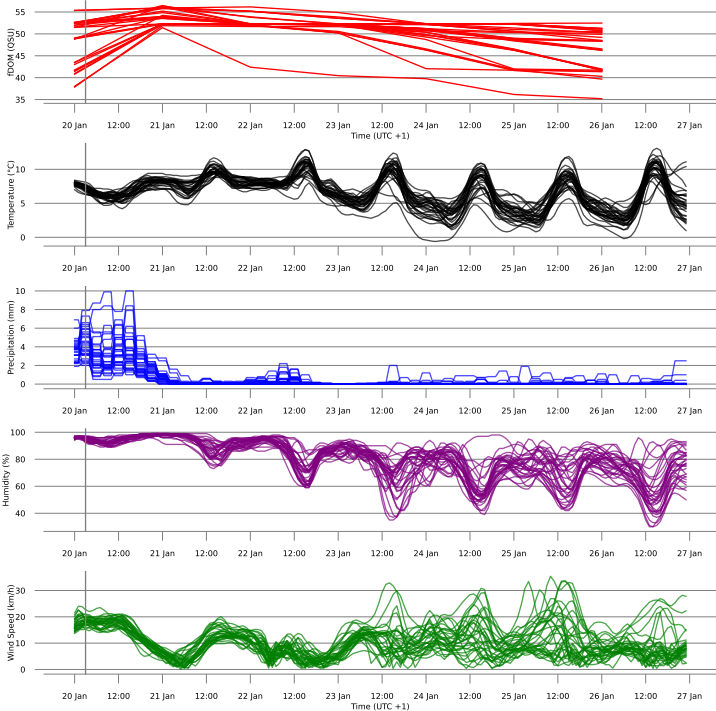 55
50
45
40
35
fDOM (QSU)
20 Jan 12:00 21 Jan 12:00 22 Jan 12:00 23 Jan 12:00 24 Jan 12:00 25 Jan 12:00 26 Jan 12:00 27 Jan
Time (UTC +1)
10
5
0
Temperature (°C)
20 Jan 12:00 21 Jan 12:00 22 Jan 12:00 23 Jan 12:00 24 Jan 12:00 25 Jan 12:00 26 Jan 12:00 27 Jan
10
8
6
4
2
0
Precipitation (mm)
20 Jan 12:00 21 Jan 12:00 22 Jan 12:00 23 Jan 12:00 24 Jan 12:00 25 Jan 12:00 26 Jan 12:00 27 Jan
100
80
60
40
Humidity (%)
20 Jan 12:00 21 Jan 12:00 22 Jan 12:00 23 Jan 12:00 24 Jan 12:00 25 Jan 12:00 26 Jan 12:00 27 Jan
30
20
10
0
Wind Speed (km/h)
20 Jan 12:00 21 Jan 12:00 22 Jan 12:00 23 Jan 12:00 24 Jan 12:00 25 Jan 12:00 26 Jan 12:00 27 Jan
Time (UTC +1)